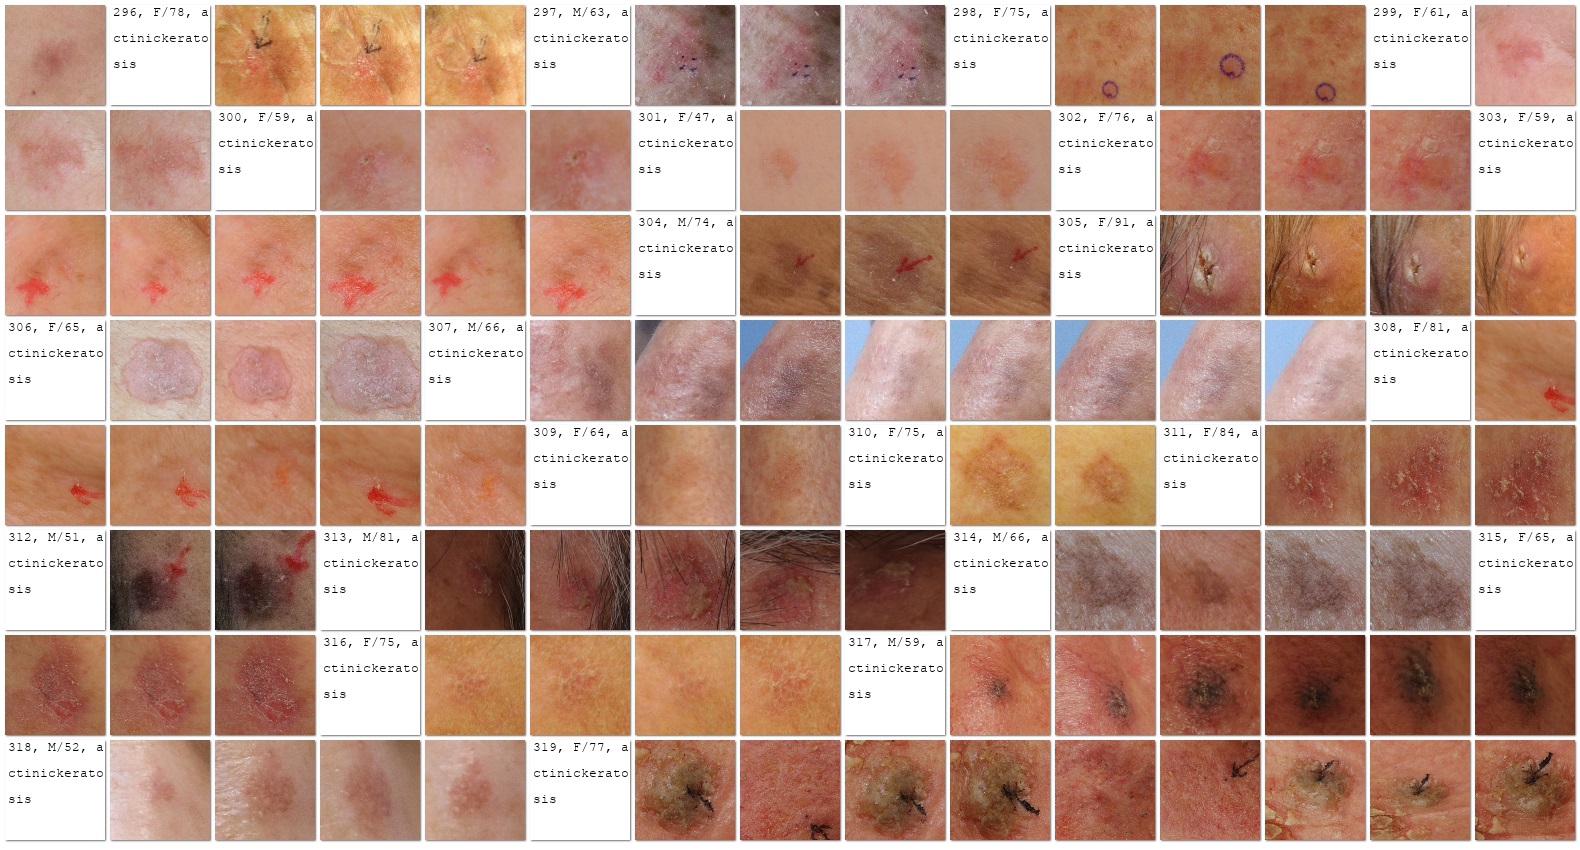 296, F/78, a
ctinickerato
sis
297, M/63, a
ctinickerato
sis
298, F/75, a
ctinickerato
sis
299, F/61, a
ctinickerato
sis
300, F/59, a
ctinickerato
sis
301, F/47, a
ctinickerato
sis
302, F/76, a
ctinickerato
sis
303, F/59, a
ctinickerato
sis
304, M/74, a
ctinickerato
sis
305, F/91, a
ctinickerato
sis
306, F/65, a
ctinickerato
sis
307, M/66, a
ctinickerato
sis
308, F/81, a
ctinickerato
sis
309, F/64, a
ctinickerato
sis
310, F/75, a
ctinickerato
sis
311, F/84, a
ctinickerato
sis
312, M/51, a
ctinickerato
sis
313, M/81, a
ctinickerato
sis
314, M/66, a
ctinickerato
sis
315, F/65, a
ctinickerato
sis
316, F/75, a
ctinickerato
sis
317, M/59, a
ctinickerato
sis
318, M/52, a
ctinickerato
sis
319, F/77, a
ctinickerato
sis